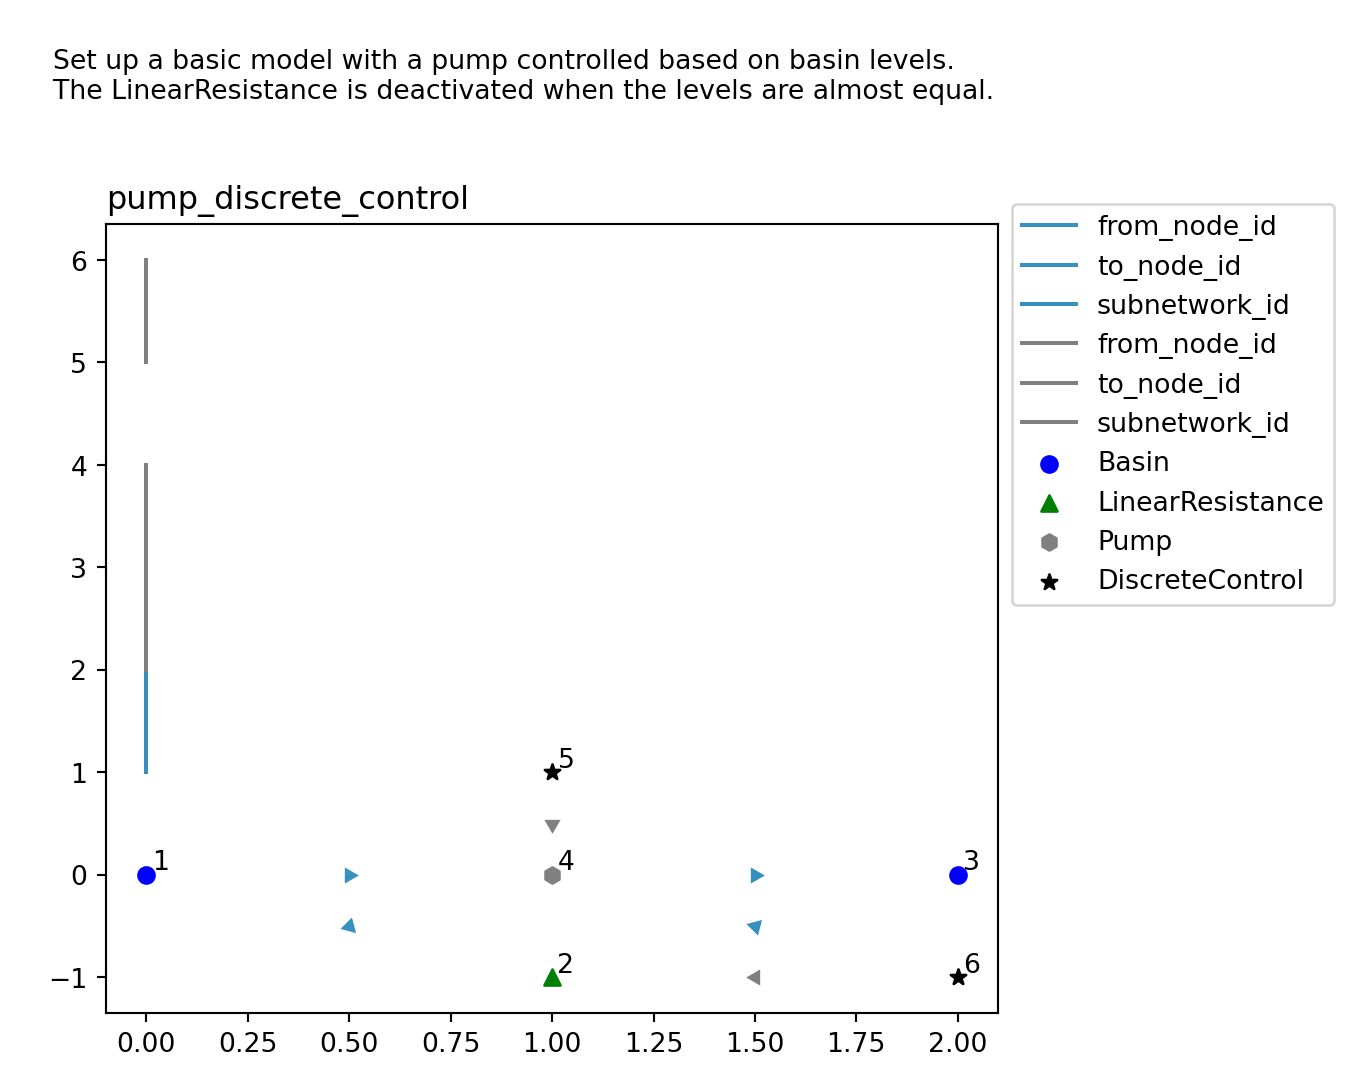 Set up a basic model with a pump controlled based on basin levels.
The LinearResistance is deactivated when the levels are almost equal.
pump_discrete_control
6
5
4
3
2
1
0
−1
0.00 0.25 0.50 0.75 1.00 1.25 1.50 1.75 2.00
5
1
4
3
2
6
from_node_id
to_node_id
subnetwork_id
from_node_id
to_node_id
subnetwork_id
Basin
LinearResistance
Pump
DiscreteControl